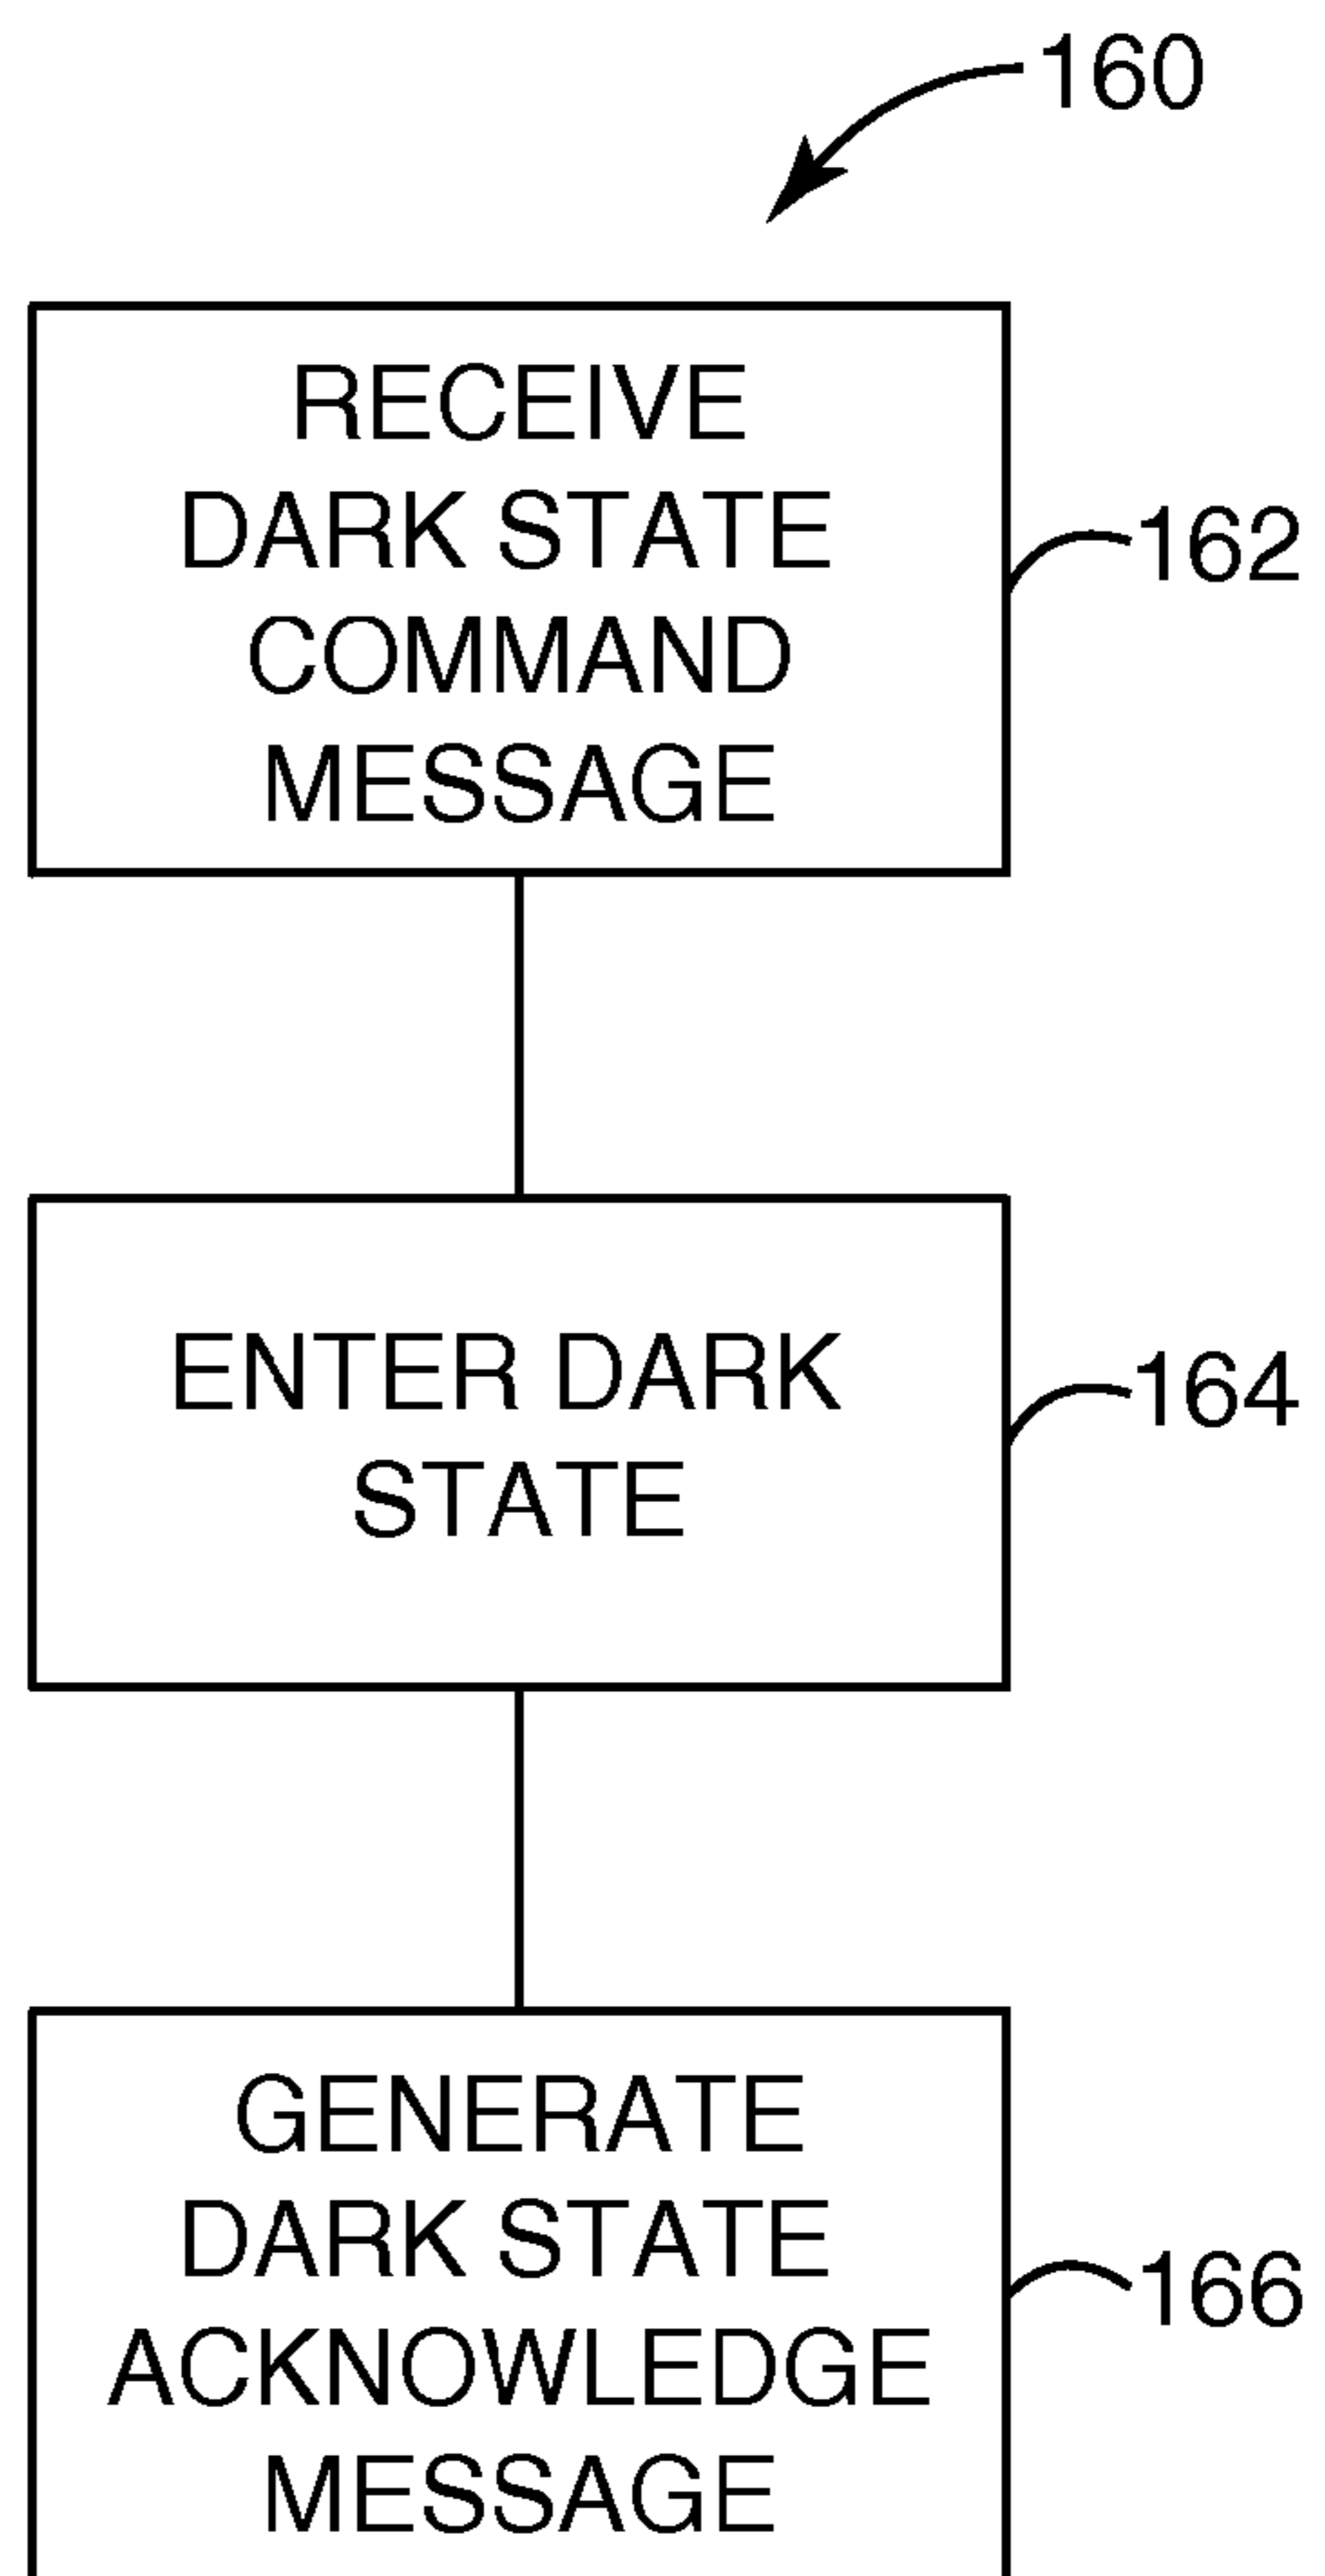 160
RECEIVE
DARK STATE
COMMAND
MESSAGE
162
ENTER DARK
STATE
164
GENERATE
DARK STATE
ACKNOWLEDGE
MESSAGE
166